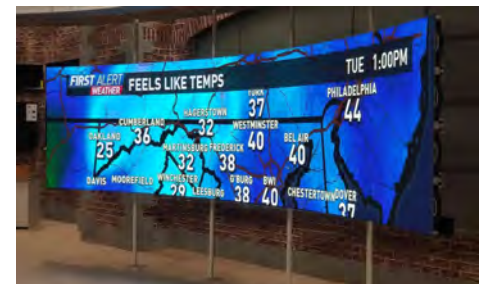 FIRST ALERT
WEATHER
FEELS LIKE TEMPS
TUE 1:00PM
YORK
37
PHILADELPHIA
44
CUMBERLAND
36
HAGERSTOWN
32
WESTMINSTER
40
OAKLAND
25
MARTINSBURG
32
FREDERICK
38
BEL AIR
40
DAVIS
MOOREFIELD
WINCHESTER
29
LEESBURG
G'BURG
38
BWI
40
CHESTERTOWN
DOVER
37